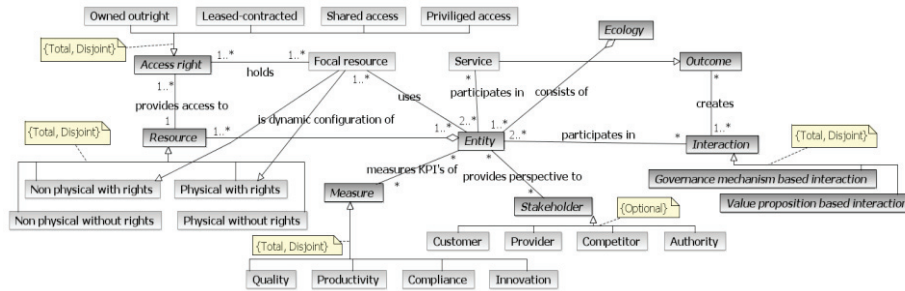 Owned outright
Leased-contracted
Shared access
Priviliged access
Ecology
{Total, Disjoint}
Access right
1..*
1..*
holds
Focal resource
Service
Outcome
1..*
1..*
*
*
provides access to
uses
participates in
consists of
creates
{Total, Disjoint}
1
is dynamic configuration of
2..*
1..*
1..*
Resource
1..*
1..*
Entity
2..*
participates in
*
Interaction
{Total, Disjoint}
measures KPI's of
*
*
Non physical with rights
Physical with rights
*
provides perspective to
Governance mechanism based interaction
Measure
*
Non physical without rights
Physical without rights
Stakeholder
{Optional}
Value proposition based interaction
{Total, Disjoint}
Customer
Provider
Competitor
Authority
Quality
Productivity
Compliance
Innovation